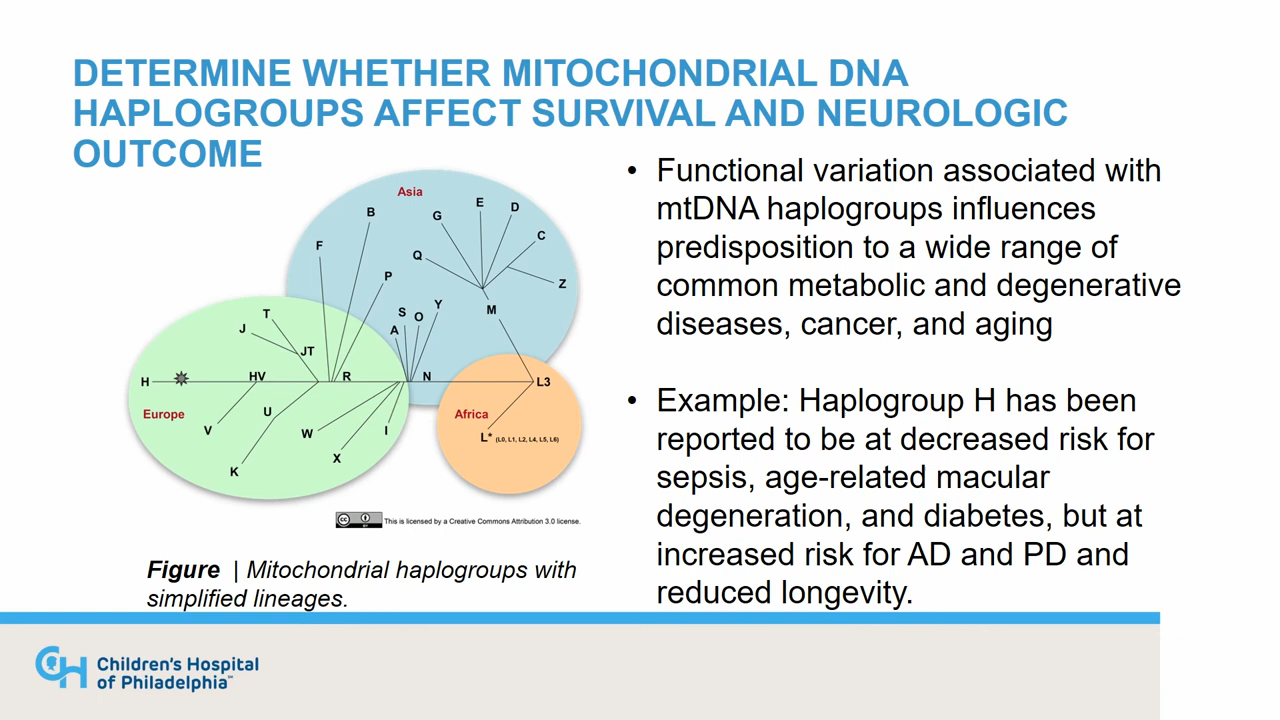 DETERMINE WHETHER MITOCHONDRIAL DNA
HAPLOGROUPS AFFECT SURVIVAL AND NEUROLOGIC
OUTCOME
Asia
B
E
D
G
C
F
Q
P
Z
S
O
Y
M
A
T
J
JT
H
HV
R
N
L3
Europe
U
Africa
V
W
I
L* (L0, L1, L2, L4, L5, L6)
X
K
cc
BY
This is licensed by a Creative Commons Attribution 3.0 license.
Figure | Mitochondrial haplogroups with
simplified lineages.
• Functional variation associated with
mtDNA haplogroups influences
predisposition to a wide range of
common metabolic and degenerative
diseases, cancer, and aging
• Example: Haplogroup H has been
reported to be at decreased risk for
sepsis, age-related macular
degeneration, and diabetes, but at
increased risk for AD and PD and
reduced longevity.
CH
Children's Hospital
of Philadelphia